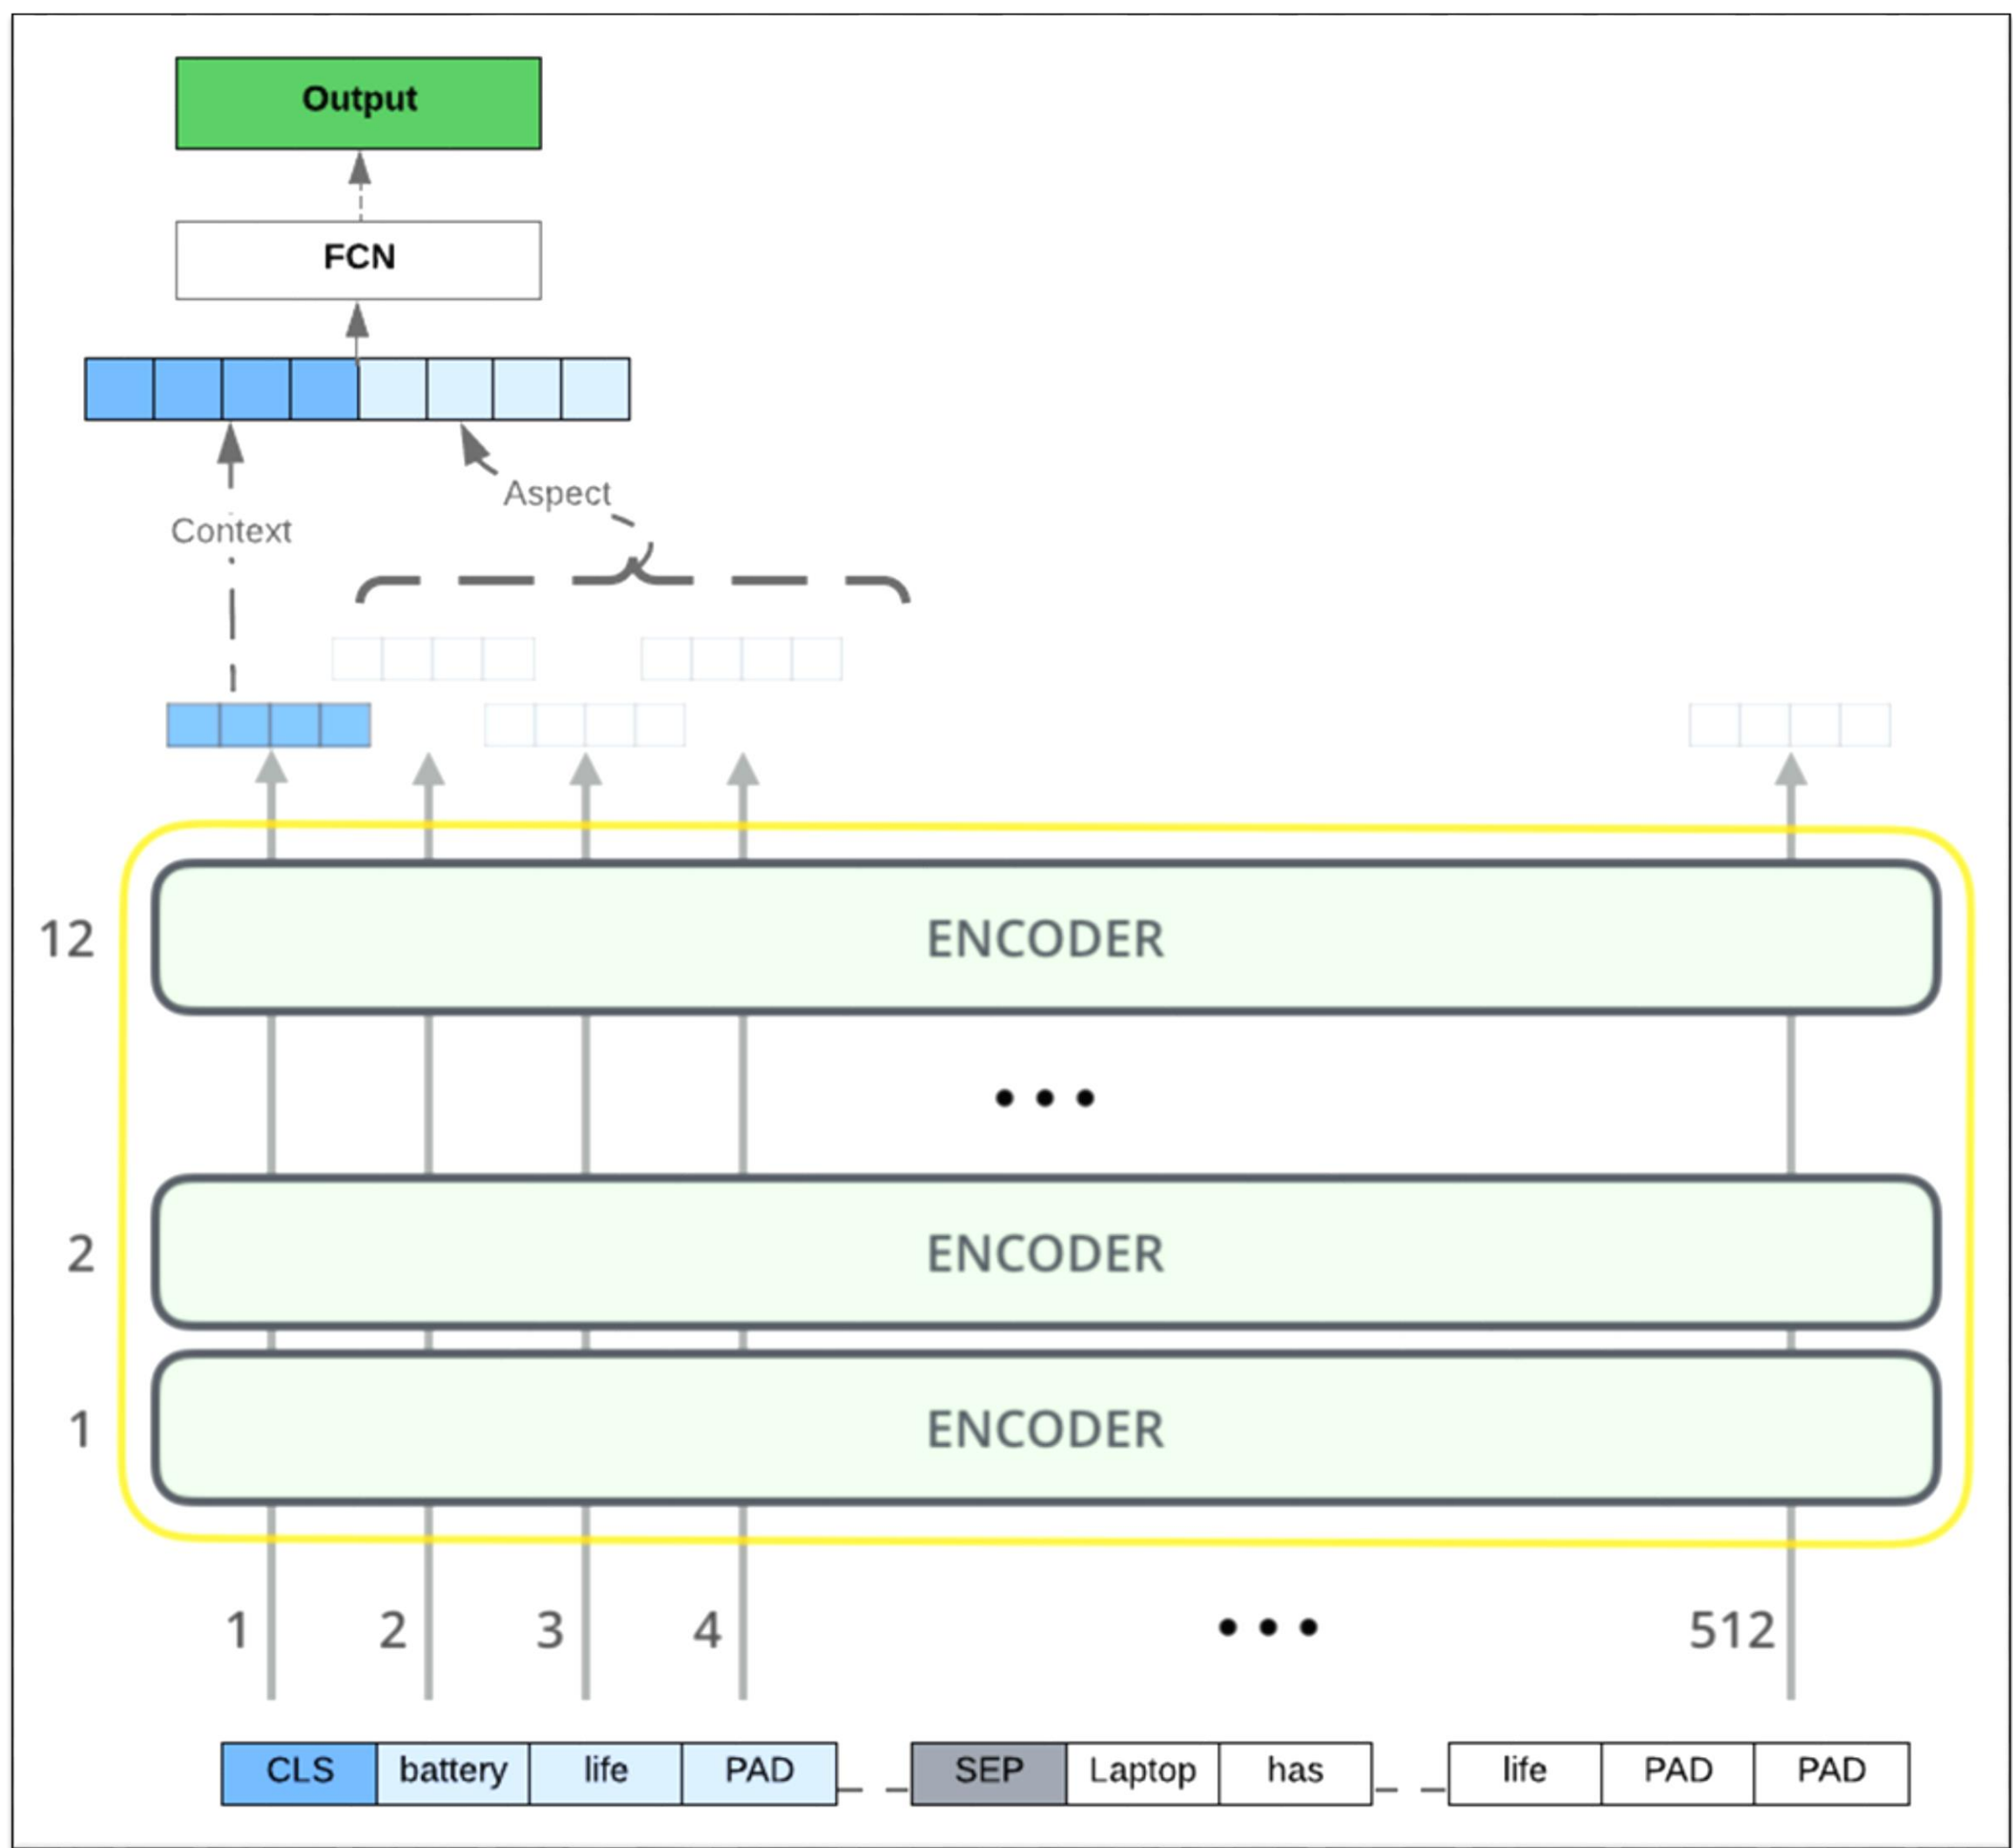 Output
FCN
Aspect
Context
12 ENCODER
...
2 ENCODER
1 ENCODER
1 2 3 4 ... 512
CLS battery life PAD SEP Laptop has life PAD PAD